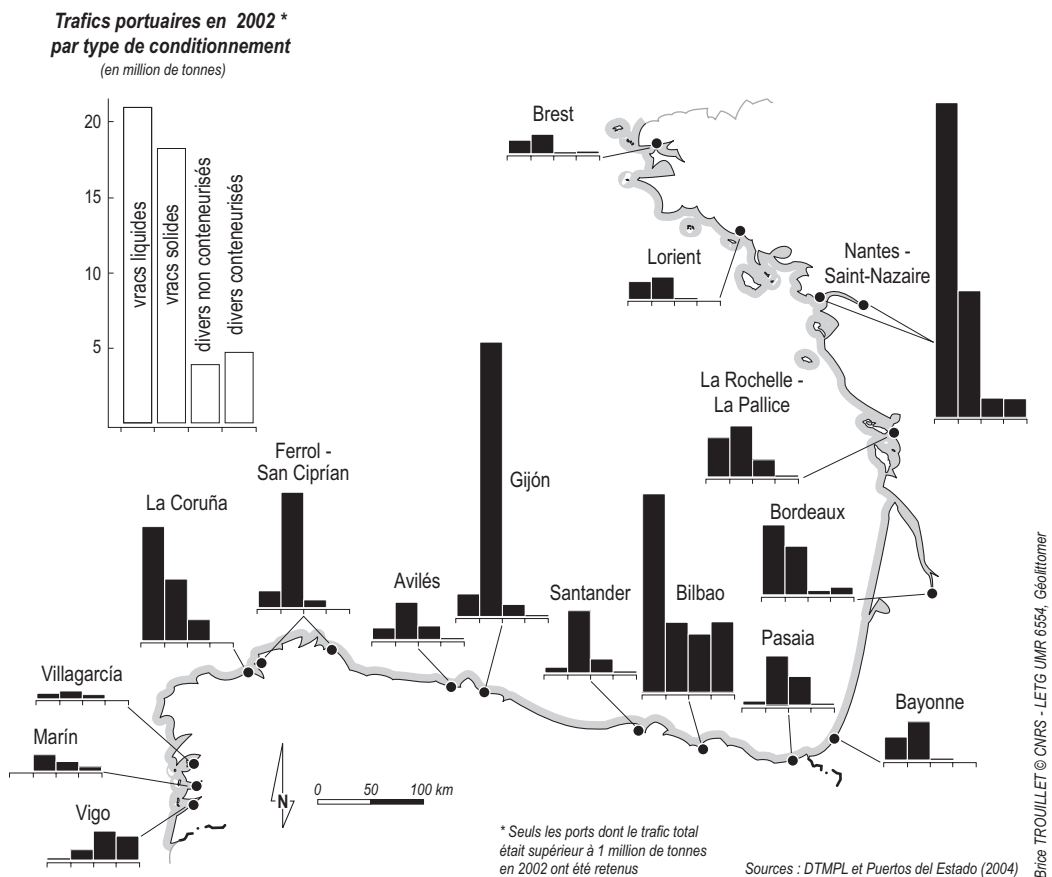 Trafics portuaires en 2002 *
par type de conditionnement
(en million de tonnes)
20
15
10
5
vracs liquides
vracs solides
divers non conteneurisés
divers conteneurisés
Brest
Lorient
Nantes -
Saint-Nazaire
La Rochelle -
La Pallice
Bordeaux
Bayonne
Pasaia
Bilbao
Santander
Gijón
Avilés
Ferrol -
San Ciprían
La Coruña
Villagarcía
Marín
Vigo
N
0 50 100 km
* Seuls les ports dont le trafic total
était supérieur à 1 million de tonnes
en 2002 ont été retenus
Sources : DTMPL et Puertos del Estado (2004)
Brice TROUILLET © CNRS - LETG UMR 6554, Géolittomer